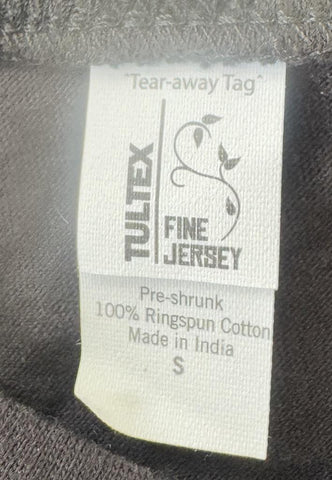 "Tear-away Tag"
TULTEX
FINE
JERSEY
Pre-shrunk
100% Ringspun Cotton
Made in India
S